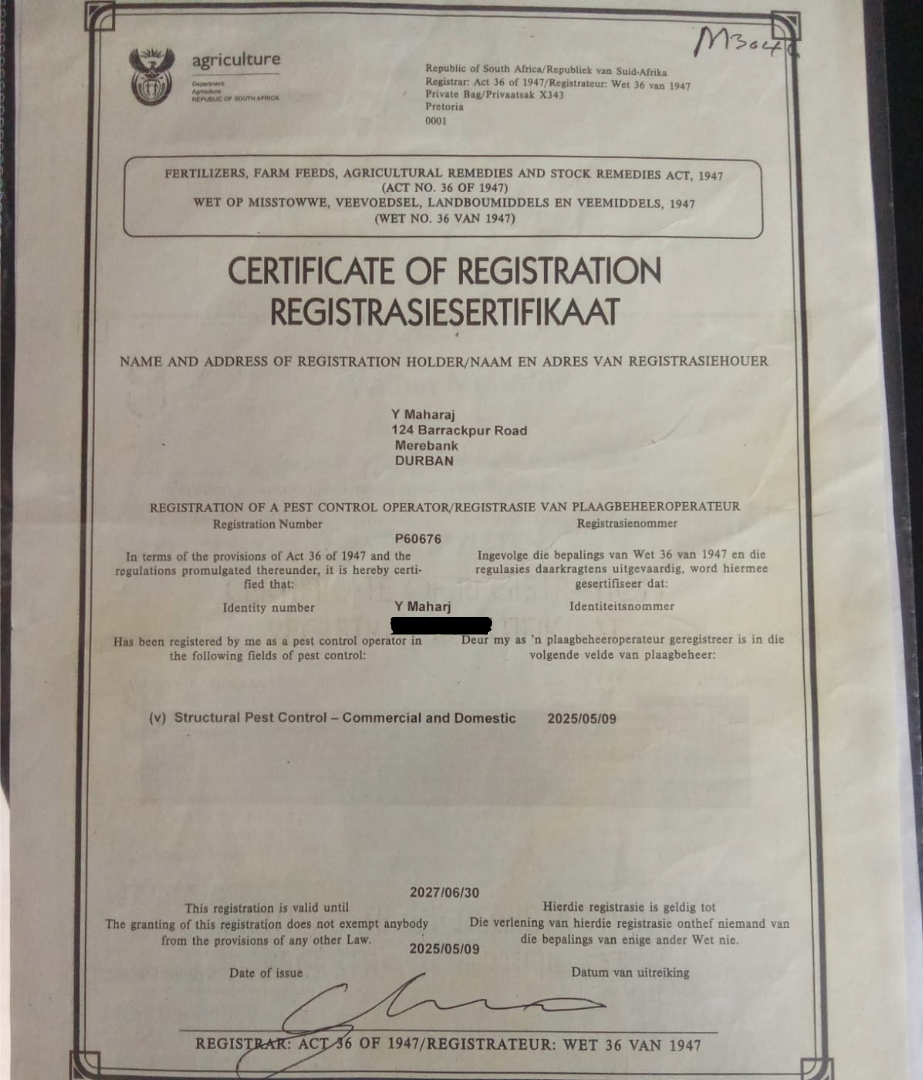 agriculture
Department:
Agriculture
REPUBLIC OF SOUTH AFRICA
Republic of South Africa/Republiek van Suid-Afrika
Registrar: Act 36 of 1947/Registrateur: Wet 36 van 1947
Private Bag/Privaatsak X343
Pretoria
0001
FERTILIZERS, FARM FEEDS, AGRICULTURAL REMEDIES AND STOCK REMEDIES ACT, 1947
(ACT NO. 36 OF 1947)
WET OP MISSTOWWE, VEEVOEDSEL, LANDBOUMIDDELS EN VEEMIDDELS, 1947
(WET NO. 36 VAN 1947)
CERTIFICATE OF REGISTRATION
REGISTRASIESERTIFIKAAT
NAME AND ADDRESS OF REGISTRATION HOLDER/NAAM EN ADRES VAN REGISTRASIEHOUER
Y Maharaj
124 Barrackpur Road
Merebank
DURBAN
REGISTRATION OF A PEST CONTROL OPERATOR/REGISTRASIE VAN PLAAGBEHEEROPERATEUR
Registration Number Registrasienommer
P60676
In terms of the provisions of Act 36 of 1947 and the
regulations promulgated thereunder, it is hereby certi-
fied that:
Ingevolge die bepalings van Wet 36 van 1947 en die
regulasies daarkragtens uitgevaardig, word hiermee
gesertifiseer dat:
Identity number Y Maharj Identiteitsnommer
Has been registered by me as a pest control operator in
the following fields of pest control:
Deur my as 'n plaagbeheeroperateur geregistreer is in die
volgende velde van plaagbeheer:
(v) Structural Pest Control – Commercial and Domestic 2025/05/09
2027/06/30
This registration is valid until
The granting of this registration does not exempt anybody
from the provisions of any other Law.
Hierdie registrasie is geldig tot
Die verlening van hierdie registrasie onthef niemand van
die bepalings van enige ander Wet nie.
2025/05/09
Date of issue Datum van uitreiking
REGISTRAR: ACT 36 OF 1947/REGISTRATEUR: WET 36 VAN 1947